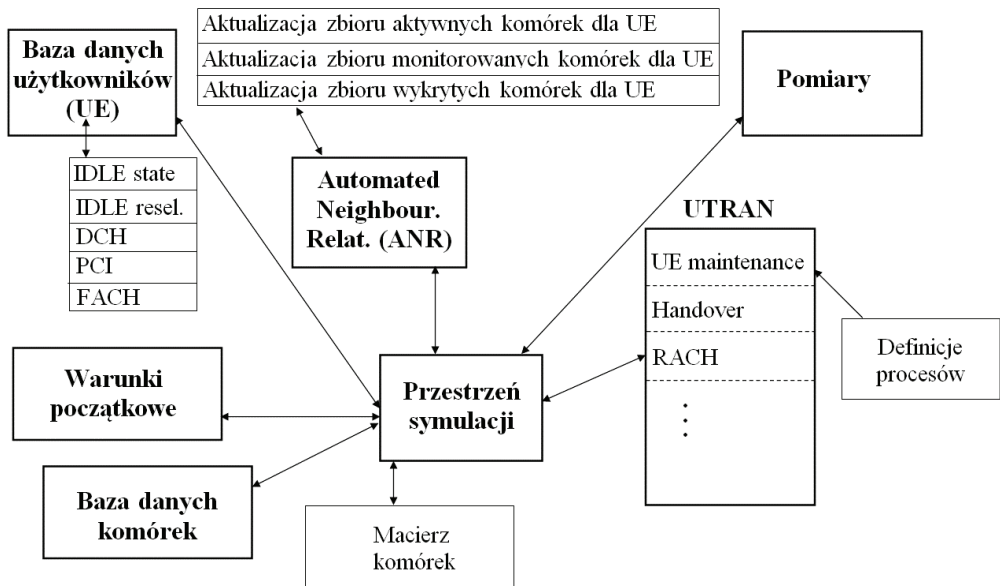 Baza danych
użytkowników
(UE)
Aktualizacja zbioru aktywnych komórek dla UE
Aktualizacja zbioru monitorowanych komórek dla UE
Aktualizacja zbioru wykrytych komórek dla UE
Pomiary
IDLE state
IDLE resel.
DCH
PCI
FACH
Automated
Neighbour.
Relat. (ANR)
UTRAN
UE maintenance
Handover
RACH
Definicje
procesów
Warunki
początkowe
Przestrzeń
symulacji
Baza danych
komórek
Macierz
komórek